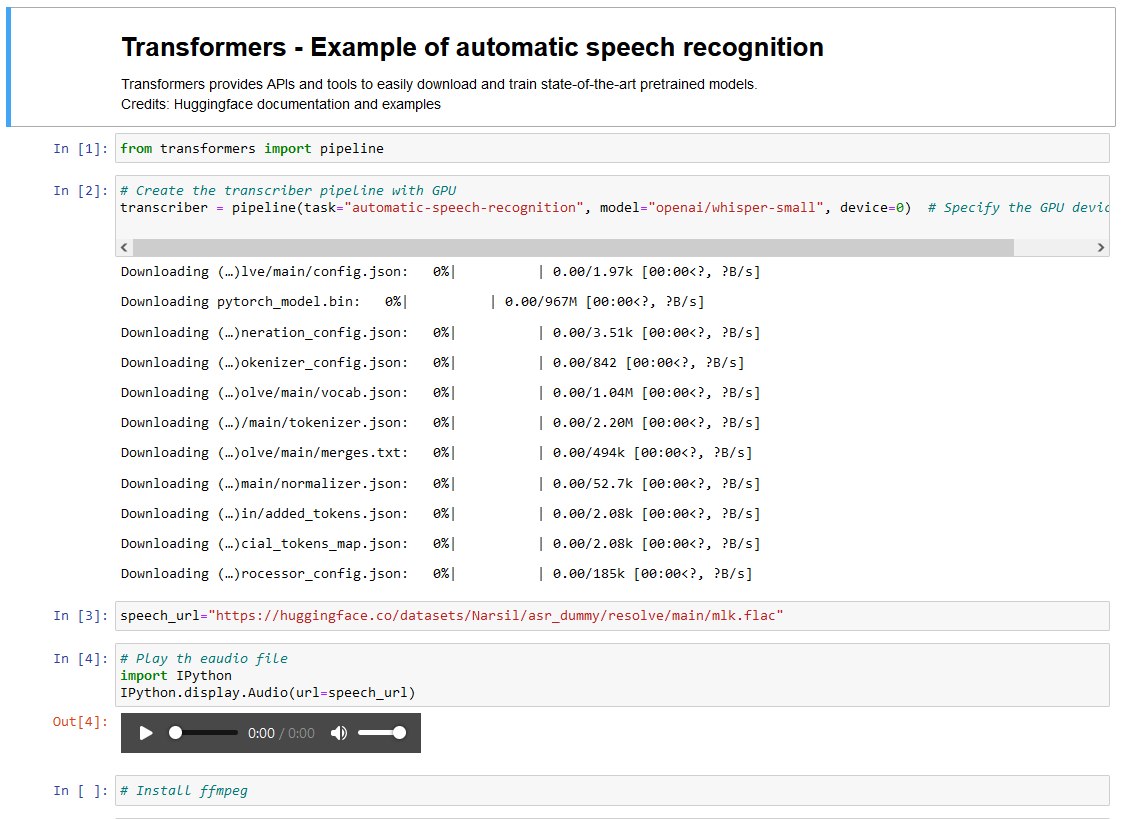 Transformers - Example of automatic speech recognition
Transformers provides APIs and tools to easily download and train state-of-the-art pretrained models.
Credits: Huggingface documentation and examples
In [1]: from transformers import pipeline
In [2]: # Create the transcriber pipeline with GPU
transcriber = pipeline(task="automatic-speech-recognition", model="openai/whisper-small", device=0)  # Specify the GPU devic
Downloading (…)lve/main/config.json:   0%|          | 0.00/1.97k [00:00<?, ?B/s]
Downloading pytorch_model.bin:   0%|          | 0.00/967M [00:00<?, ?B/s]
Downloading (…)neration_config.json:   0%|          | 0.00/3.51k [00:00<?, ?B/s]
Downloading (…)okenizer_config.json:   0%|          | 0.00/842 [00:00<?, ?B/s]
Downloading (…)olve/main/vocab.json:   0%|          | 0.00/1.04M [00:00<?, ?B/s]
Downloading (…)/main/tokenizer.json:   0%|          | 0.00/2.20M [00:00<?, ?B/s]
Downloading (…)olve/main/merges.txt:   0%|          | 0.00/494k [00:00<?, ?B/s]
Downloading (…)main/normalizer.json:   0%|          | 0.00/52.7k [00:00<?, ?B/s]
Downloading (…)in/added_tokens.json:   0%|          | 0.00/2.08k [00:00<?, ?B/s]
Downloading (…)cial_tokens_map.json:   0%|          | 0.00/2.08k [00:00<?, ?B/s]
Downloading (…)rocessor_config.json:   0%|          | 0.00/185k [00:00<?, ?B/s]
In [3]: speech_url="https://huggingface.co/datasets/Narsil/asr_dummy/resolve/main/mlk.flac"
In [4]: # Play th eaudio file
import IPython
IPython.display.Audio(url=speech_url)
Out[4]:
0:00 / 0:00
In [ ]: # Install ffmpeg